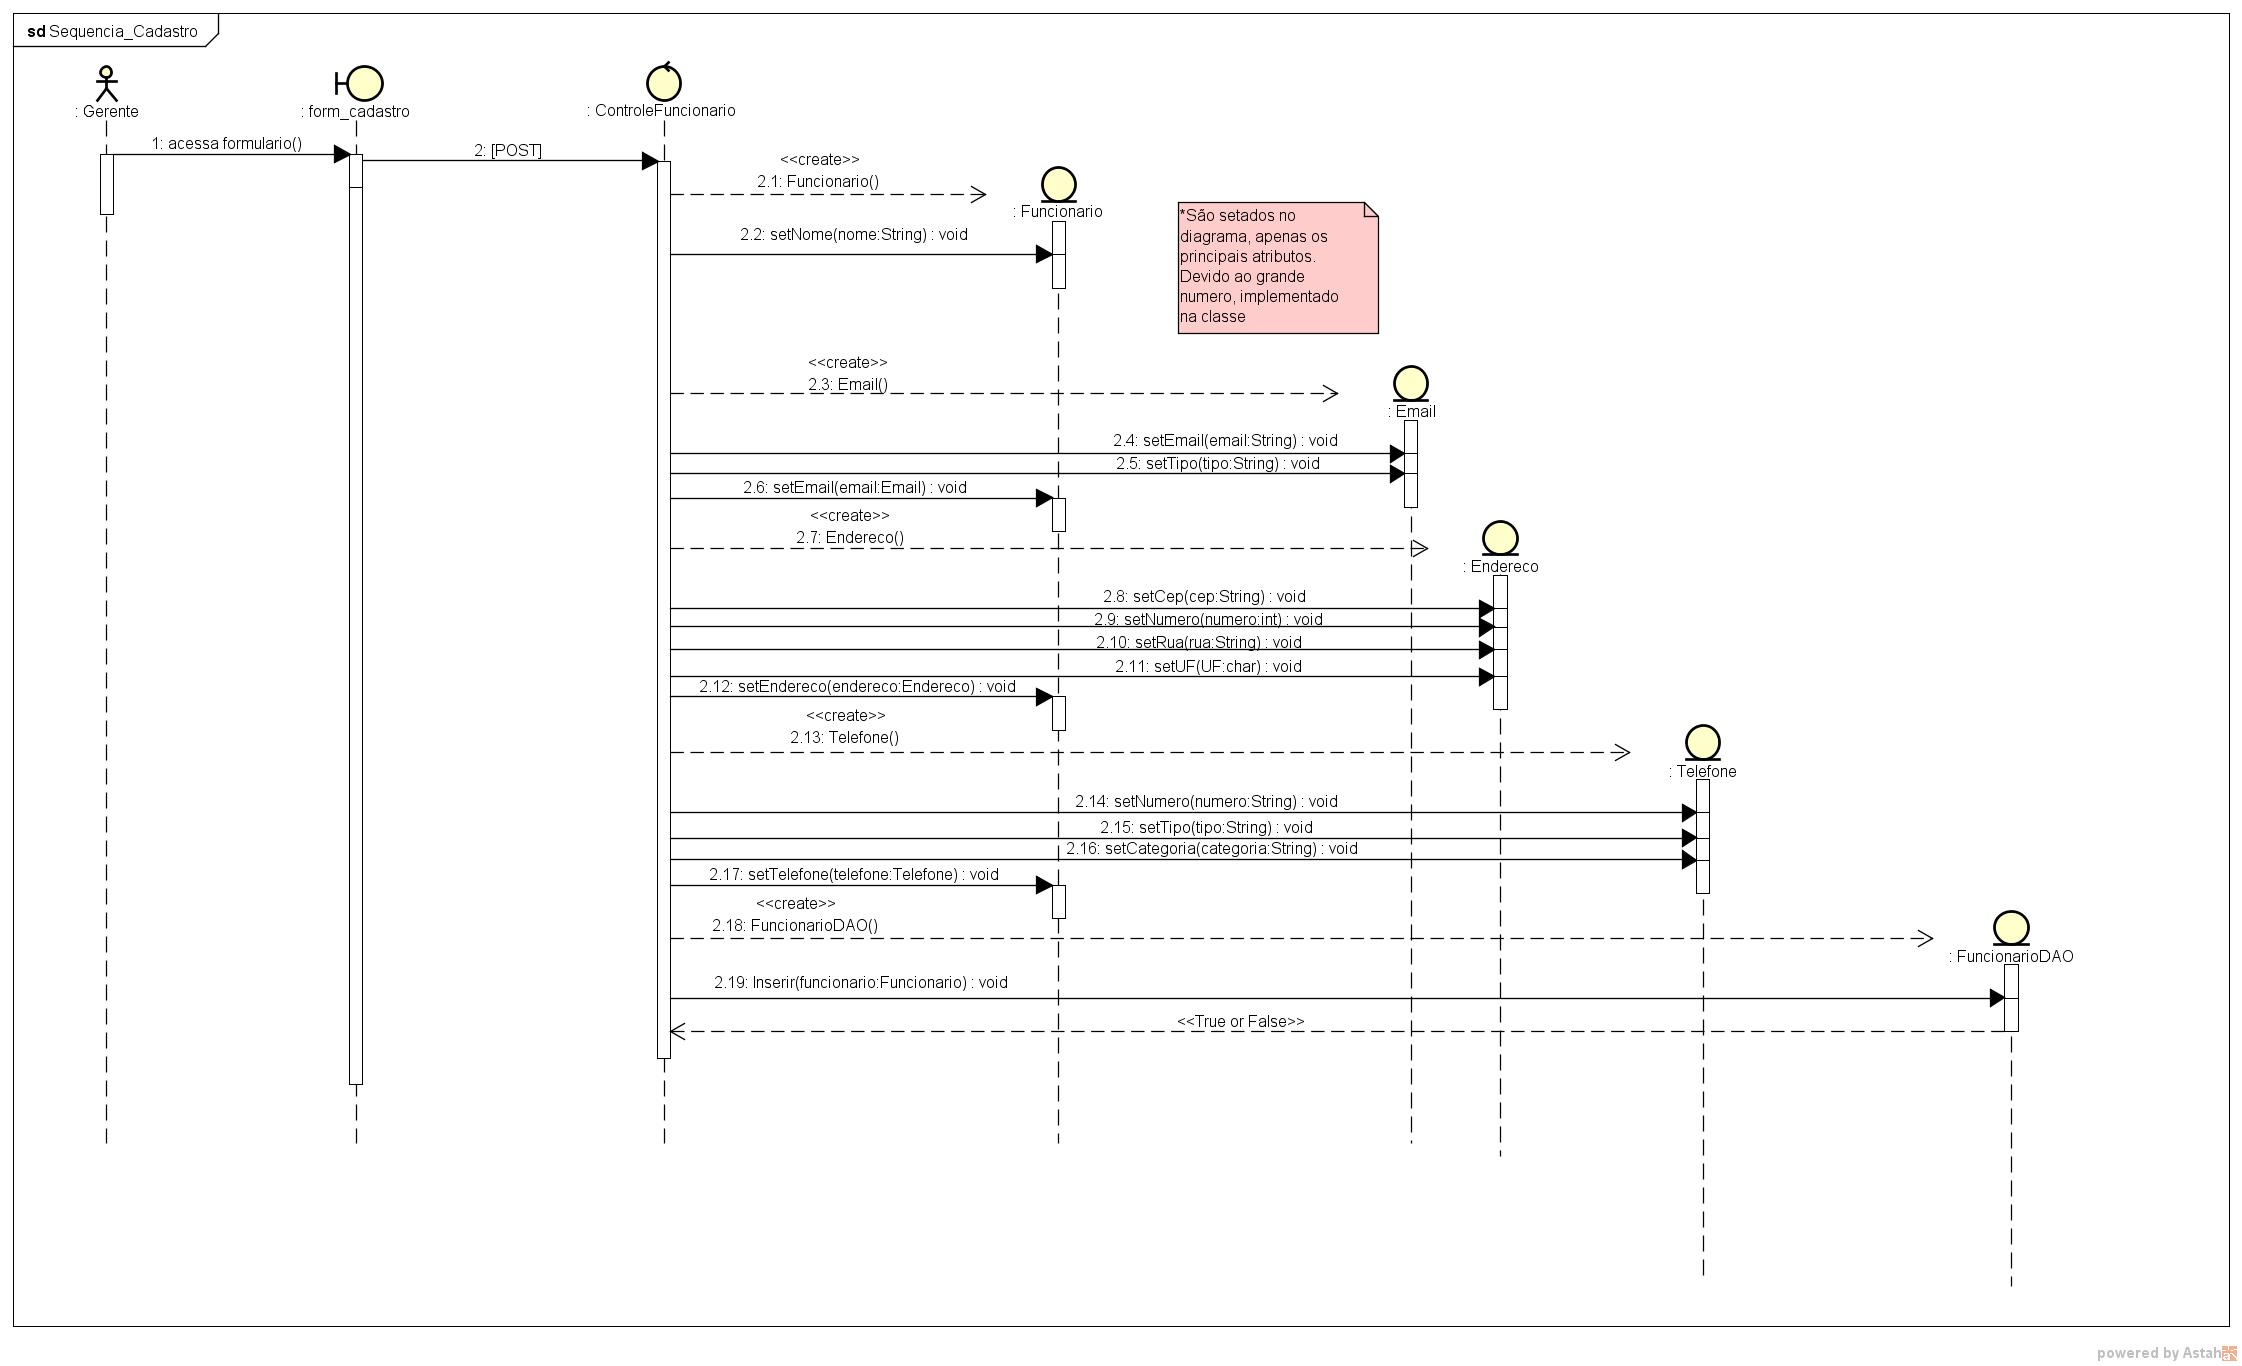 sd Sequencia_Cadastro
: Gerente
: form_cadastro
: ControleFuncionario
1: acessa formulario()
2: [POST]
<<create>>
2.1: Funcionario()
: Funcionario
*São setados no
diagrama, apenas os
principais atributos.
Devido ao grande
numero, implementado
na classe
2.2: setNome(nome:String) : void
<<create>>
2.3: Email()
: Email
2.4: setEmail(email:String) : void
2.5: setTipo(tipo:String) : void
2.6: setEmail(email:Email) : void
<<create>>
2.7: Endereco()
: Endereco
2.8: setCep(cep:String) : void
2.9: setNumero(numero:int) : void
2.10: setRua(rua:String) : void
2.11: setUF(UF:char) : void
2.12: setEndereco(endereco:Endereco) : void
<<create>>
2.13: Telefone()
: Telefone
2.14: setNumero(numero:String) : void
2.15: setTipo(tipo:String) : void
2.16: setCategoria(categoria:String) : void
2.17: setTelefone(telefone:Telefone) : void
<<create>>
2.18: FuncionarioDAO()
: FuncionarioDAO
2.19: Inserir(funcionario:Funcionario) : void
<<True or False>>
powered by Astah